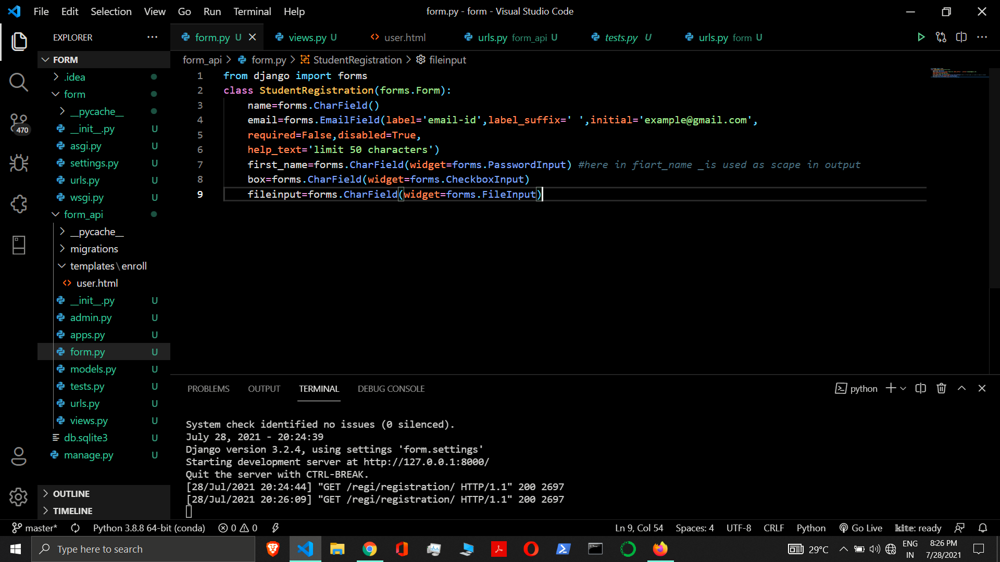 File Edit Selection View Go Run Terminal Help
form.py - form - Visual Studio Code
EXPLORER
form.py U
views.py U
user.html
urls.py form_api U
tests.py U
urls.py form U
FORM
form_api > form.py > StudentRegistration > fileinput
.idea
form
__pycache__
__init__.py U
asgi.py U
settings.py U
urls.py U
wsgi.py U
form_api
__pycache__
migrations
templates\enroll
user.html
__init__.py U
admin.py U
apps.py U
form.py U
models.py U
tests.py U
urls.py U
views.py U
db.sqlite3 U
manage.py U
OUTLINE
TIMELINE
470
1 from django import forms
2 class StudentRegistration(forms.Form):
3 name=forms.CharField()
4 email=forms.EmailField(label='email-id',label_suffix=' ',initial='example@gmail.com',
5 required=False,disabled=True,
6 help_text='limit 50 characters')
7 first_name=forms.CharField(widget=forms.PasswordInput) #here in fiart_name _is used as scape in output
8 box=forms.CharField(widget=forms.CheckboxInput)
9 fileinput=forms.CharField(widget=forms.FileInput)
PROBLEMS OUTPUT TERMINAL DEBUG CONSOLE
python
System check identified no issues (0 silenced).
July 28, 2021 - 20:24:39
Django version 3.2.4, using settings 'form.settings'
Starting development server at http://127.0.0.1:8000/
Quit the server with CTRL-BREAK.
[28/Jul/2021 20:24:44] "GET /regi/registration/ HTTP/1.1" 200 2697
[28/Jul/2021 20:26:09] "GET /regi/registration/ HTTP/1.1" 200 2697
master* Python 3.8.8 64-bit (conda) 0 0
Ln 9, Col 54 Spaces: 4 UTF-8 CRLF Python Go Live kite: ready
Type here to search
29°C
ENG
IN
8:26 PM
7/28/2021